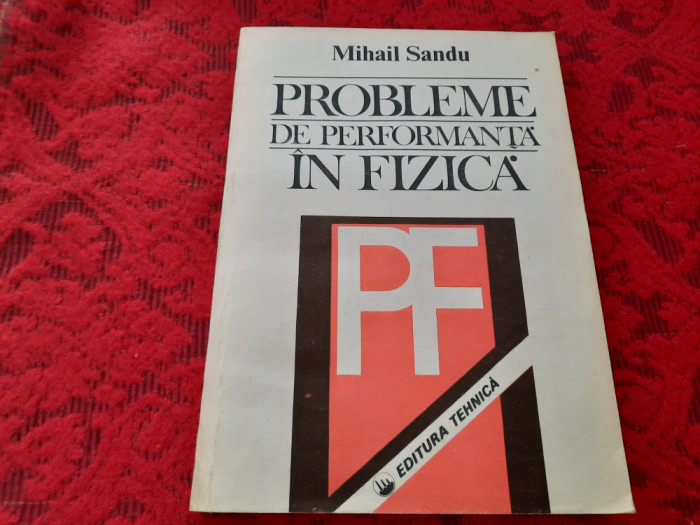 Mihail Sandu
PROBLEME
DE PERFORMANȚĂ
ÎN FIZICĂ
PF
EDITURA TEHNICĂ